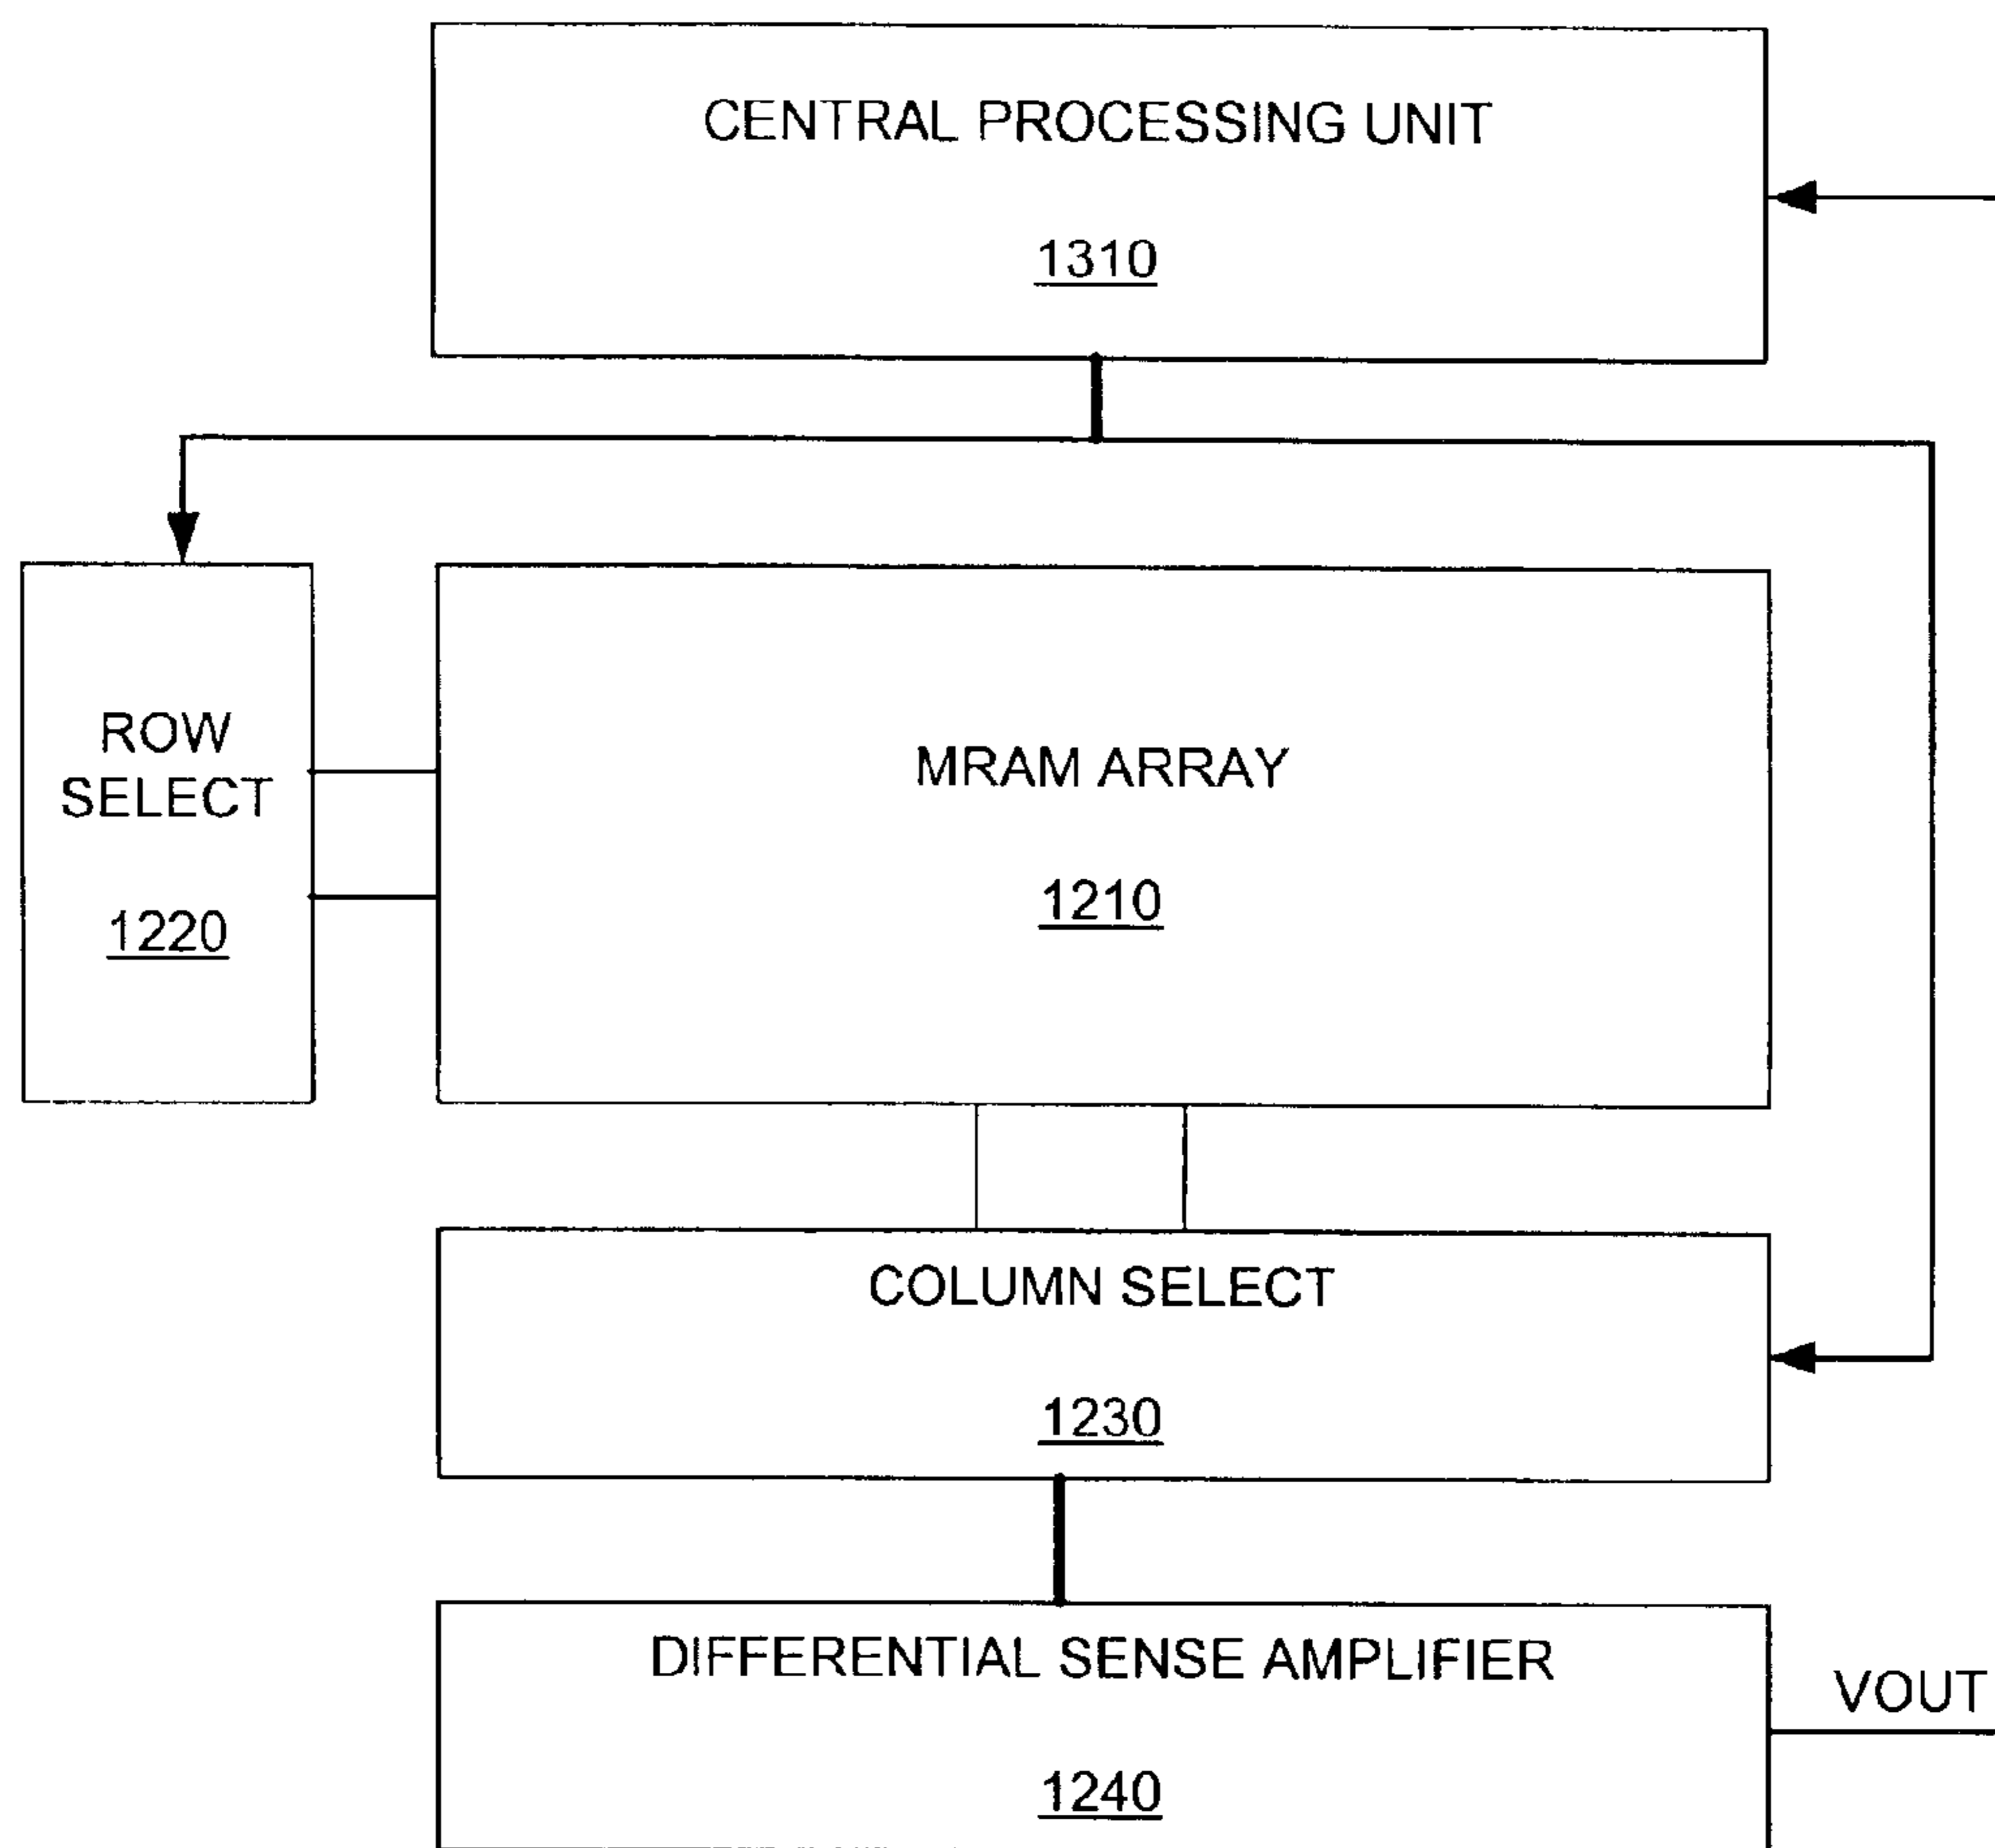 CENTRAL PROCESSING UNIT
1310
ROW
SELECT
1220
MRAM ARRAY
1210
COLUMN SELECT
1230
DIFFERENTIAL SENSE AMPLIFIER
1240
VOUT